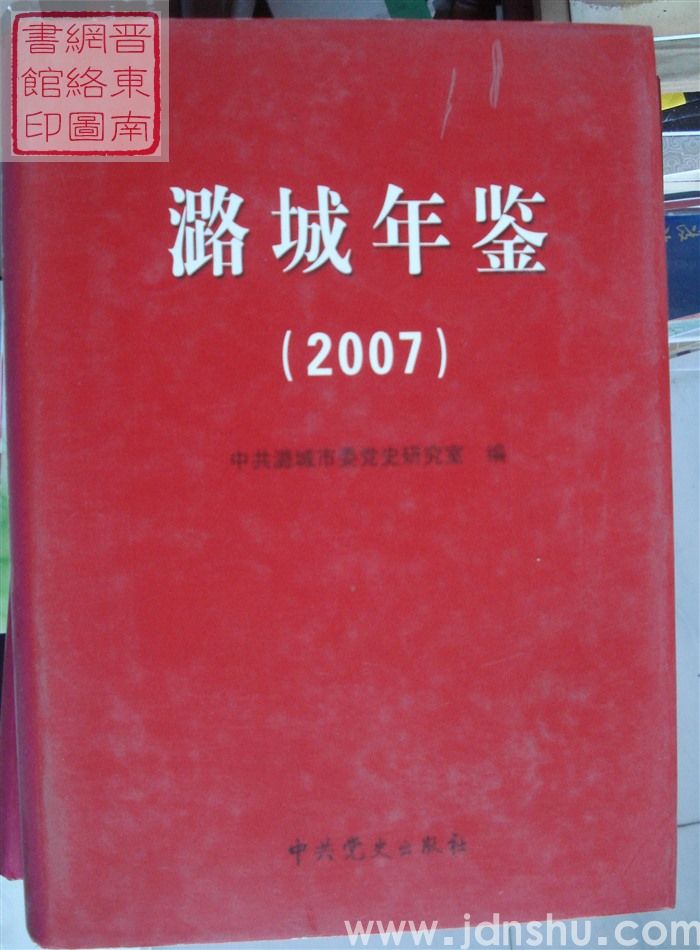 晋東南
網絡圖
書館印
潞城年鉴
(2007)
中共潞城市委党史研究室 编
中共党史出版社
www.jdnshu.com